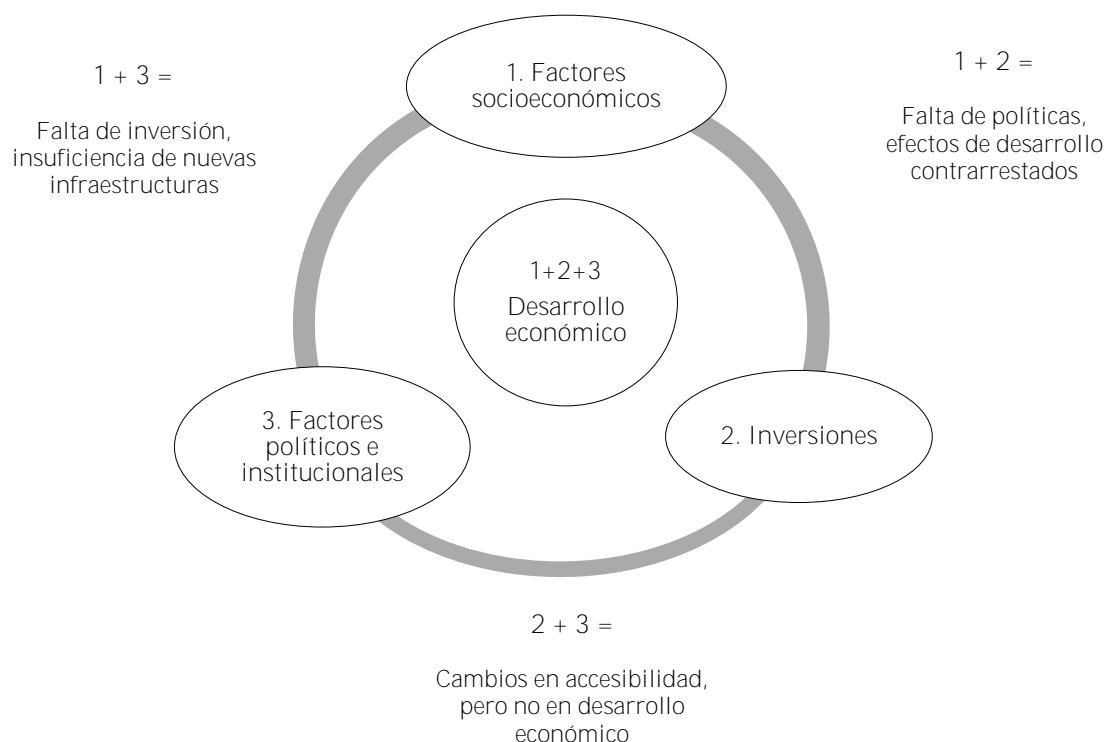 1. Factores
socioeconómicos
1 + 3 =
Falta de inversión,
insuficiencia de nuevas
infraestructuras
1 + 2 =
Falta de políticas,
efectos de desarrollo
contrarrestados
1+2+3
Desarrollo
económico
3. Factores
políticos e
institucionales
2. Inversiones
2 + 3 =
Cambios en accesibilidad,
pero no en desarrollo
económico